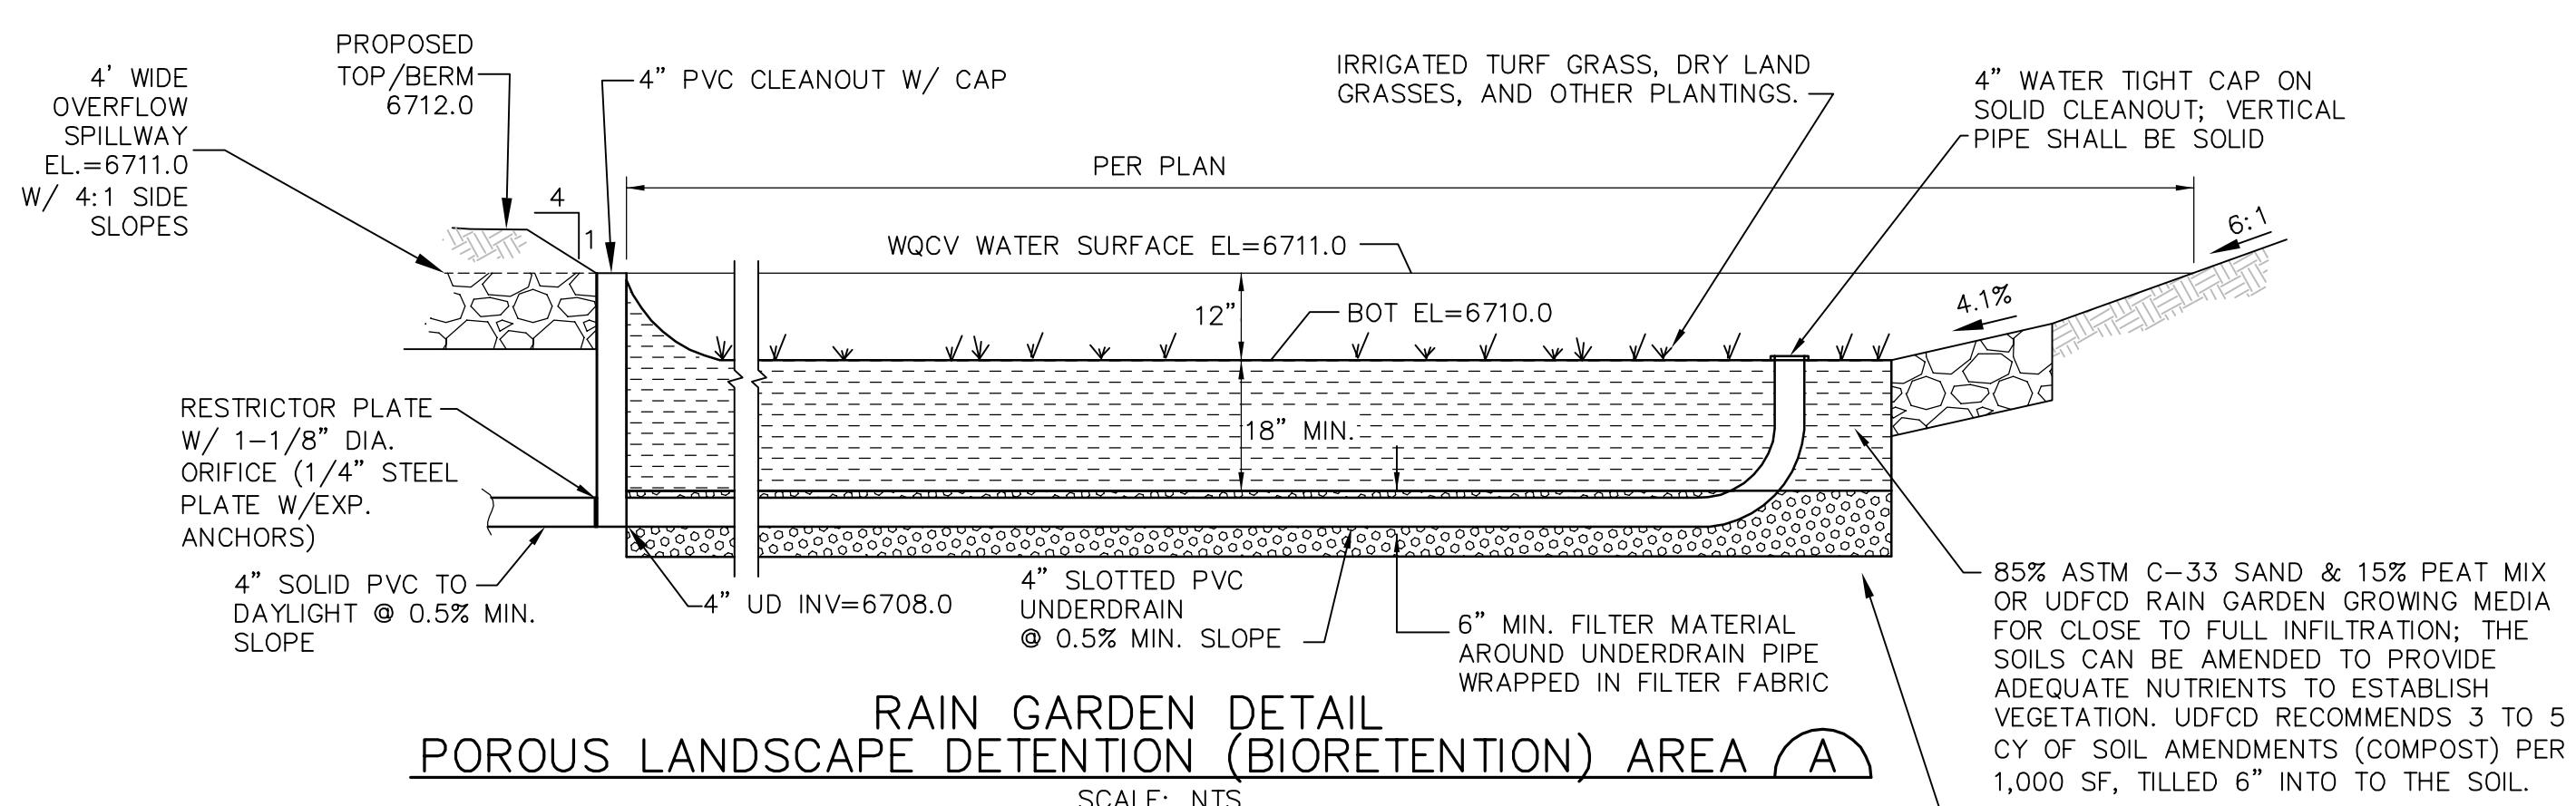 PROPOSED
TOP/BERM
6712.0
4' WIDE
OVERFLOW
SPILLWAY
EL.=6711.0
W/ 4:1 SIDE
SLOPES
4" PVC CLEANOUT W/ CAP
IRRIGATED TURF GRASS, DRY LAND
GRASSES, AND OTHER PLANTINGS.
4" WATER TIGHT CAP ON
SOLID CLEANOUT; VERTICAL
PIPE SHALL BE SOLID
PER PLAN
4
1
6:1
WQCV WATER SURFACE EL=6711.0
12"
BOT EL=6710.0
4.1%
RESTRICTOR PLATE
W/ 1-1/8" DIA.
ORIFICE (1/4" STEEL
PLATE W/EXP.
ANCHORS)
18" MIN.
4" SOLID PVC TO
DAYLIGHT @ 0.5% MIN.
SLOPE
4" UD INV=6708.0
4" SLOTTED PVC
UNDERDRAIN
@ 0.5% MIN. SLOPE
6" MIN. FILTER MATERIAL
AROUND UNDERDRAIN PIPE
WRAPPED IN FILTER FABRIC
85% ASTM C-33 SAND & 15% PEAT MIX
OR UDFCD RAIN GARDEN GROWING MEDIA
FOR CLOSE TO FULL INFILTRATION; THE
SOILS CAN BE AMENDED TO PROVIDE
ADEQUATE NUTRIENTS TO ESTABLISH
VEGETATION. UDFCD RECOMMENDS 3 TO 5
CY OF SOIL AMENDMENTS (COMPOST) PER
1,000 SF, TILLED 6" INTO TO THE SOIL.
RAIN GARDEN DETAIL
POROUS LANDSCAPE DETENTION (BIORETENTION) AREA A
SCALE: NTS